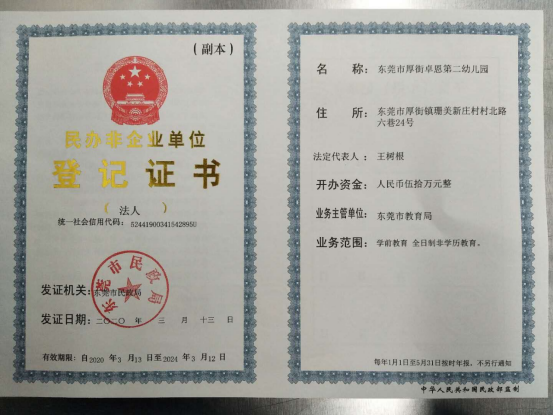 （副本）
民办非企业单位
登记证书
（法人）
统一社会信用代码：52441900341542895U
发证机关：东莞市民政局
东莞市民政局
发证日期：二〇二〇年三月十三日
有效期限：自2020年3月13日至2024年3月12日
名称：东莞市厚街卓恩第二幼儿园
住所：东莞市厚街镇珊美新庄村村北路
六巷24号
法定代表人：王树根
开办资金：人民币伍拾万元整
业务主管单位：东莞市教育局
业务范围：学前教育 全日制非学历教育。
每年1月1日至5月31日按时年报，不另行通知
中华人民共和国民政部监制